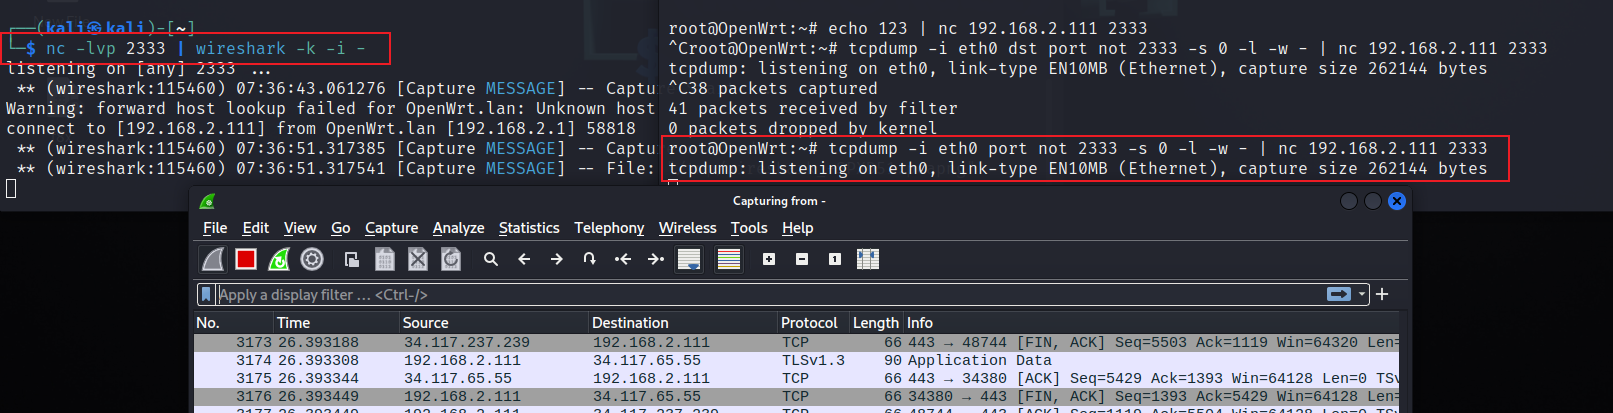 ┌──(kali㉿kali)-[~]
└─$ nc -lvp 2333 | wireshark -k -i -
listening on [any] 2333 ...
** (wireshark:115460) 07:36:43.061276 [Capture MESSAGE] -- Captu
Warning: forward host lookup failed for OpenWrt.lan: Unknown host
connect to [192.168.2.111] from OpenWrt.lan [192.168.2.1] 58818
** (wireshark:115460) 07:36:51.317385 [Capture MESSAGE] -- Captu
** (wireshark:115460) 07:36:51.317541 [Capture MESSAGE] -- File:
root@OpenWrt:~# echo 123 | nc 192.168.2.111 2333
^Croot@OpenWrt:~# tcpdump -i eth0 dst port not 2333 -s 0 -l -w - | nc 192.168.2.111 2333
tcpdump: listening on eth0, link-type EN10MB (Ethernet), capture size 262144 bytes
^C38 packets captured
41 packets received by filter
0 packets dropped by kernel
root@OpenWrt:~# tcpdump -i eth0 port not 2333 -s 0 -l -w - | nc 192.168.2.111 2333
tcpdump: listening on eth0, link-type EN10MB (Ethernet), capture size 262144 bytes
Capturing from -
File Edit View Go Capture Analyze Statistics Telephony Wireless Tools Help
Apply a display filter ... <Ctrl-/>
No. Time Source Destination Protocol Length Info
3173 26.393188 34.117.237.239 192.168.2.111 TCP 66 443 → 48744 [FIN, ACK] Seq=5503 Ack=1119 Win=64320 Len=
3174 26.393308 192.168.2.111 34.117.65.55 TLSv1.3 90 Application Data
3175 26.393344 34.117.65.55 192.168.2.111 TCP 66 443 → 34380 [ACK] Seq=5429 Ack=1393 Win=64128 Len=0 TSv
3176 26.393449 192.168.2.111 34.117.65.55 TCP 66 34380 → 443 [FIN, ACK] Seq=1393 Ack=5429 Win=64128 Len=
3177 26.393449 192.168.2.111 34.117.237.239 TCP 66 48744 → 443 [ACK] Seq=1119 Ack=5504 Win=64128 Len=0 TSv